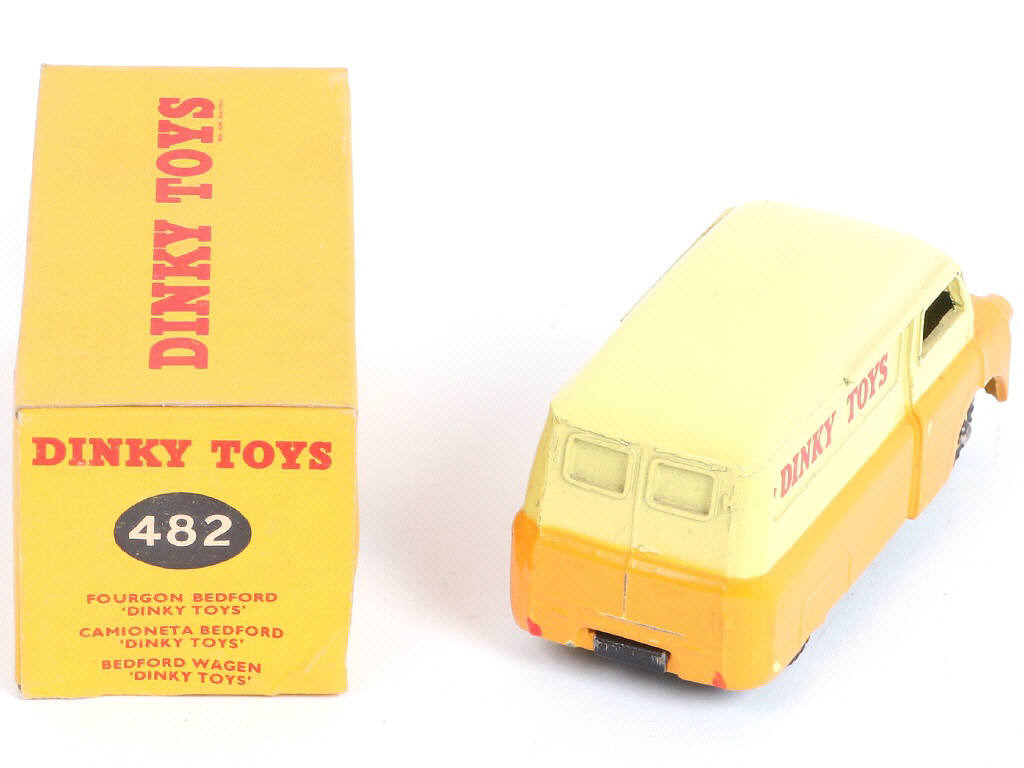 DINKY TOYS
DINKY TOYS
482
FOURGON BEDFORD
'DINKY TOYS'
CAMIONETA BEDFORD
'DINKY TOYS'
BEDFORD WAGEN
'DINKY TOYS'
DINKY TOYS